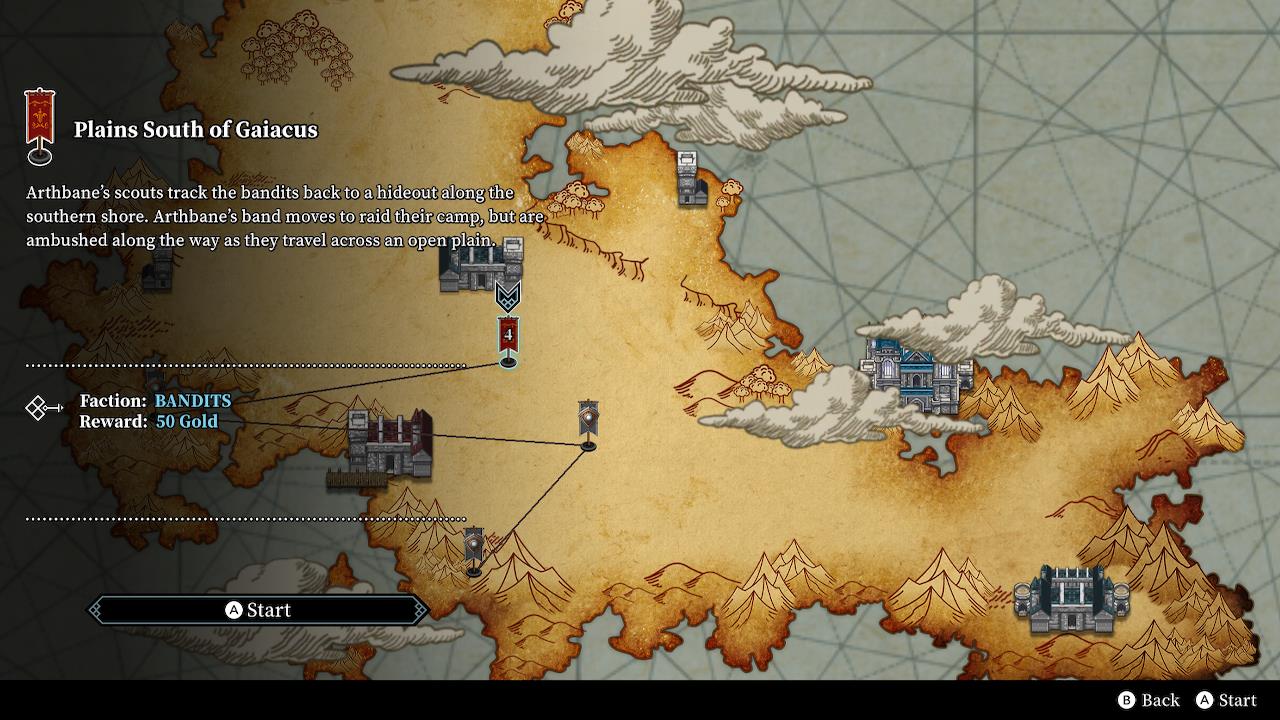 Plains South of Gaiacus
Arthbane's scouts track the bandits back to a hideout along the
southern shore. Arthbane's band moves to raid their camp, but are
ambushed along the way as they travel across an open plain.
4
Faction: BANDITS
Reward: 50 Gold
A Start
B Back A Start